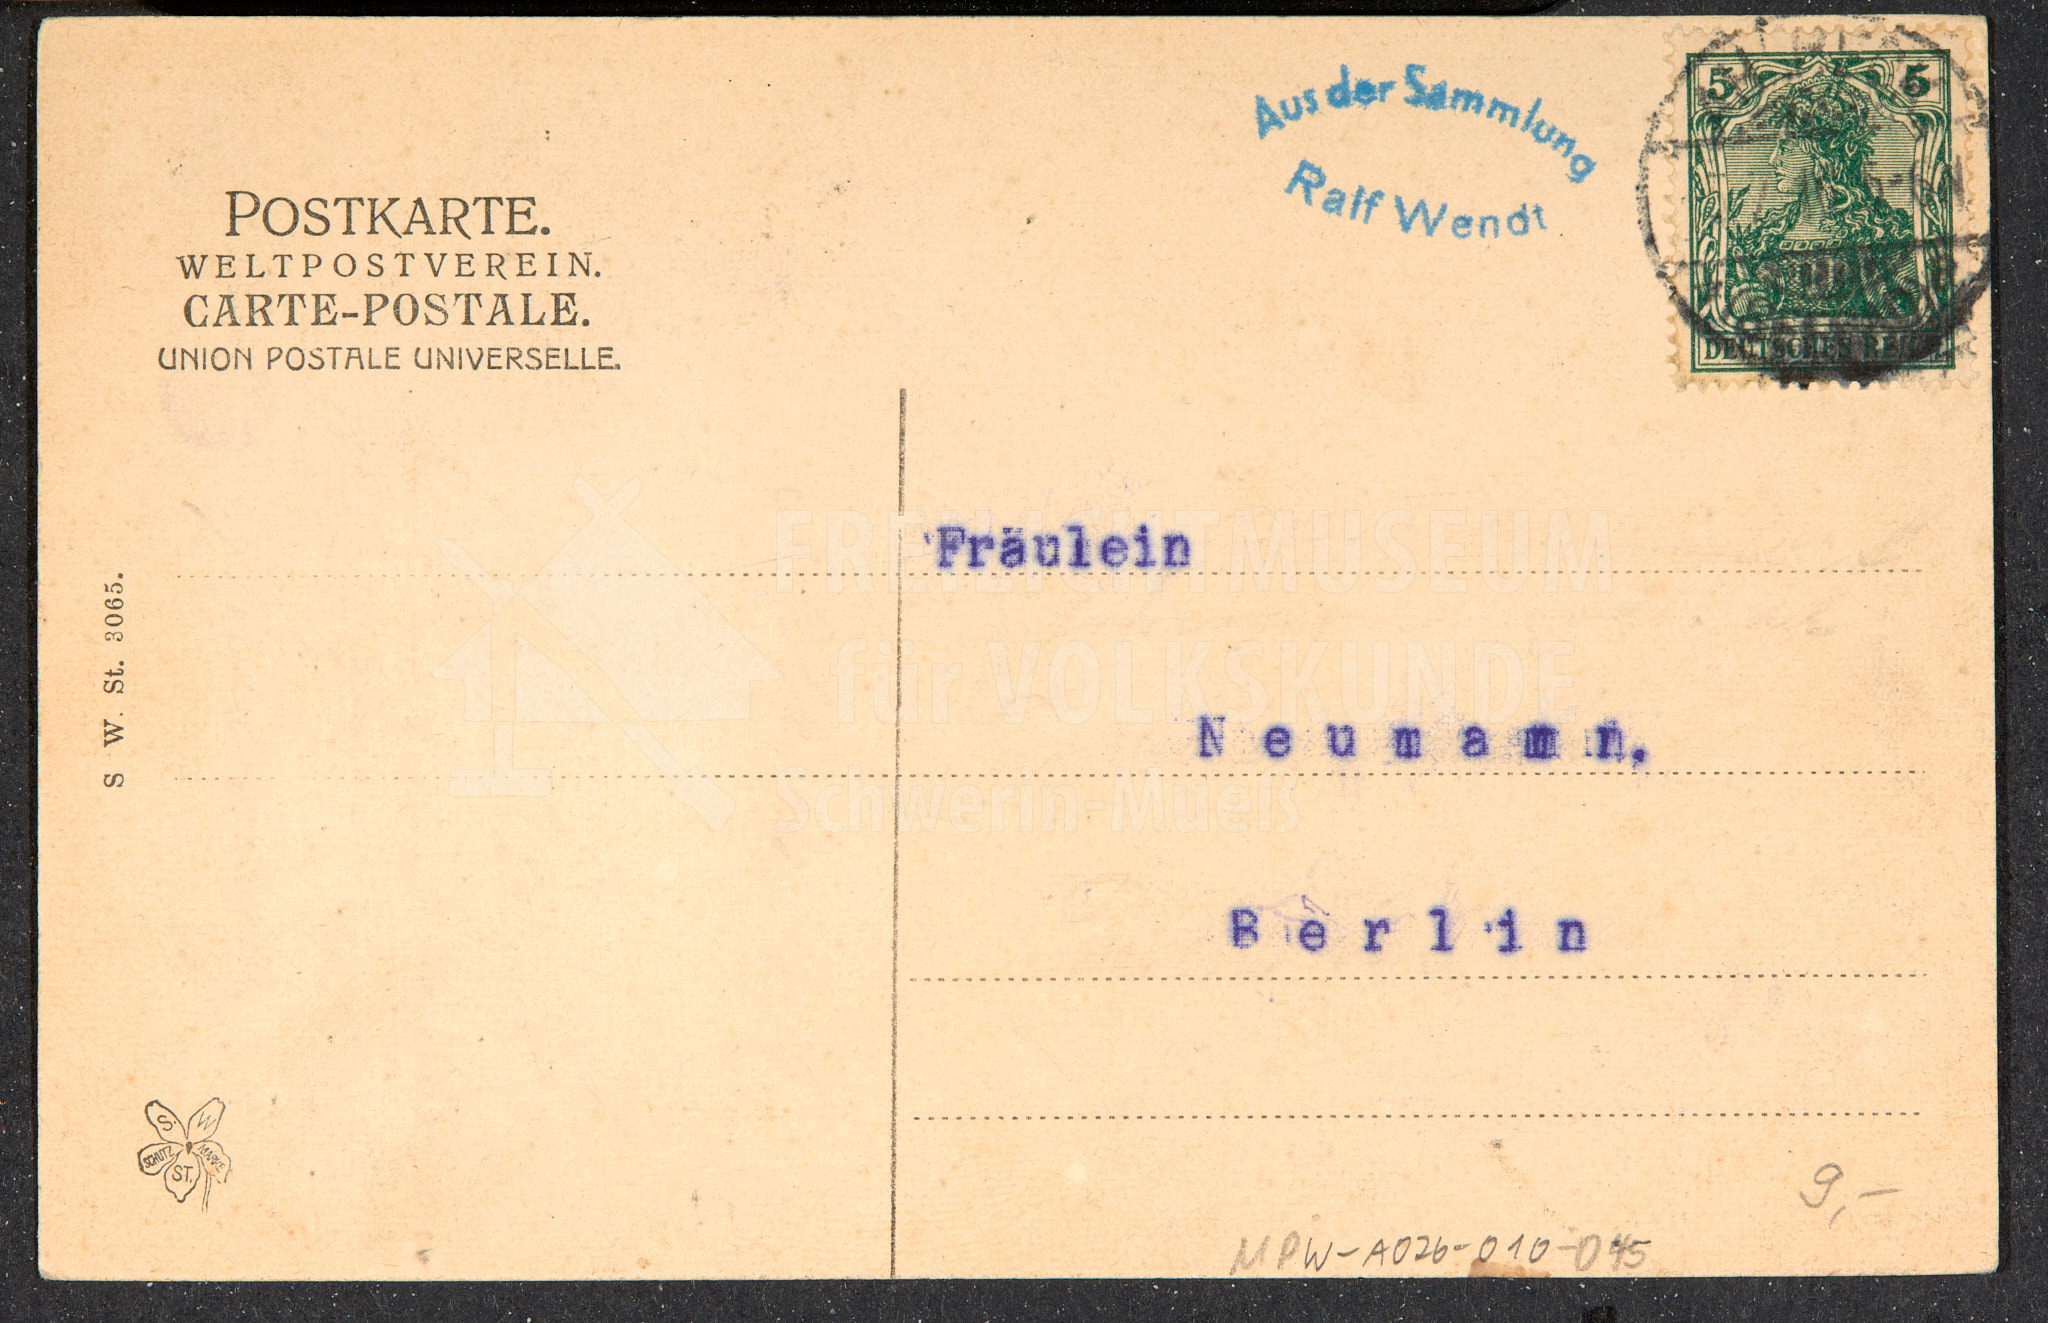 POSTKARTE.
WELTPOSTVEREIN.
CARTE-POSTALE.
UNION POSTALE UNIVERSELLE.
Aus der Sammlung
Ralf Wendt
5 5
DEUTSCHES REICH
S W. St. 3065.
Fräulein
Neumann.
Berlin
FREILICHTMUSEUM
für VOLKSKUNDE
Schwerin-Mueß
S. W.
SCHUTZ MARKE
ST.
9,-
MPW-A026-010-045